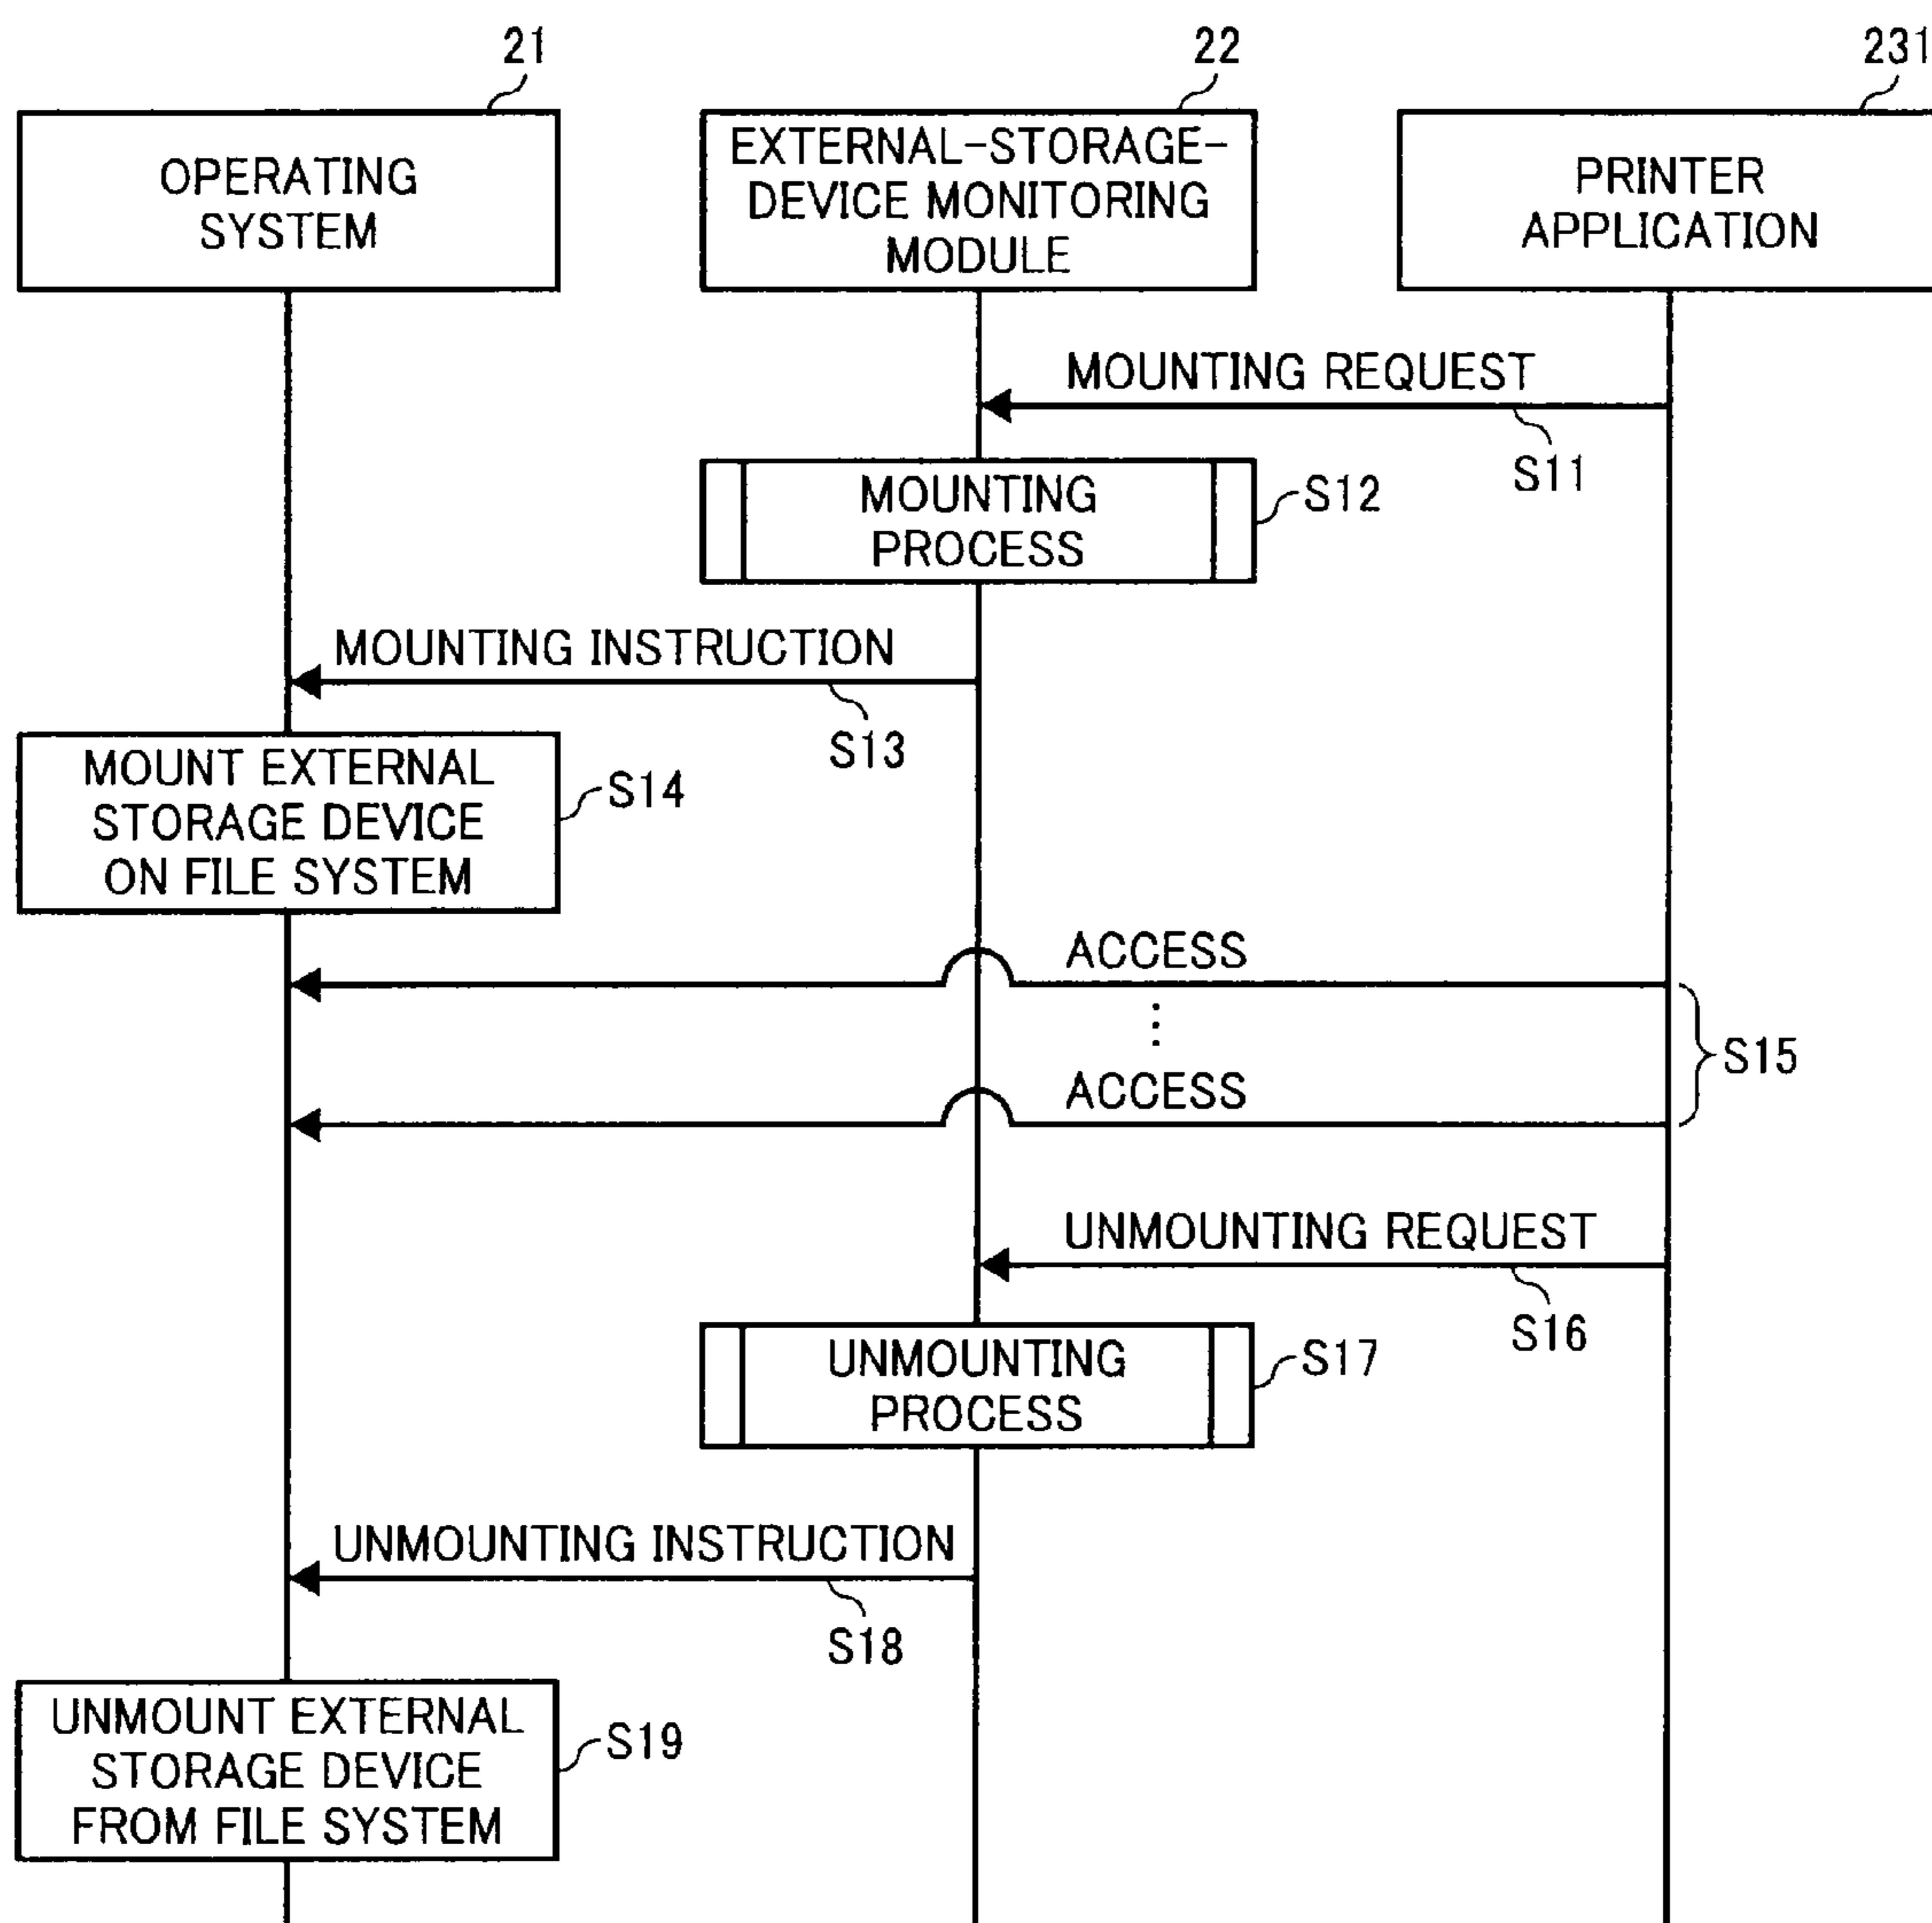 21
22
231
OPERATING
SYSTEM
EXTERNAL-STORAGE-
DEVICE MONITORING
MODULE
PRINTER
APPLICATION
MOUNTING REQUEST
S11
MOUNTING
PROCESS
S12
MOUNTING INSTRUCTION
S13
MOUNT EXTERNAL
STORAGE DEVICE
ON FILE SYSTEM
S14
ACCESS
⋮
ACCESS
S15
UNMOUNTING REQUEST
S16
UNMOUNTING
PROCESS
S17
UNMOUNTING INSTRUCTION
S18
UNMOUNT EXTERNAL
STORAGE DEVICE
FROM FILE SYSTEM
S19